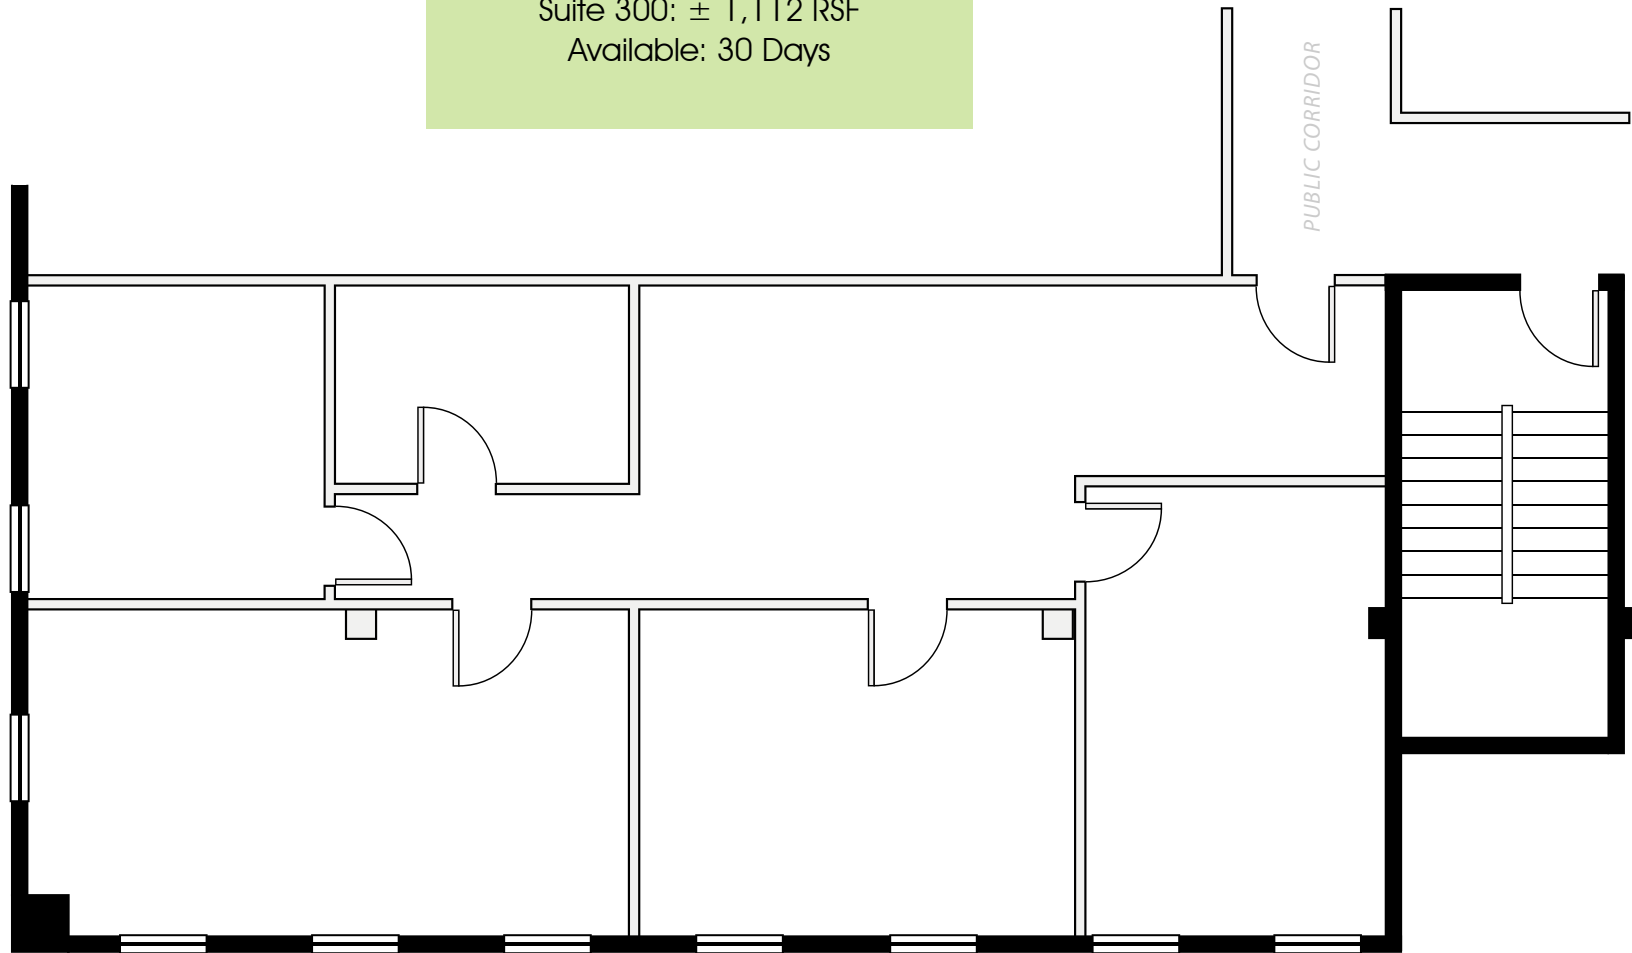 Suite 300: ± 1,112 RSF
Available: 30 Days
PUBLIC CORRIDOR